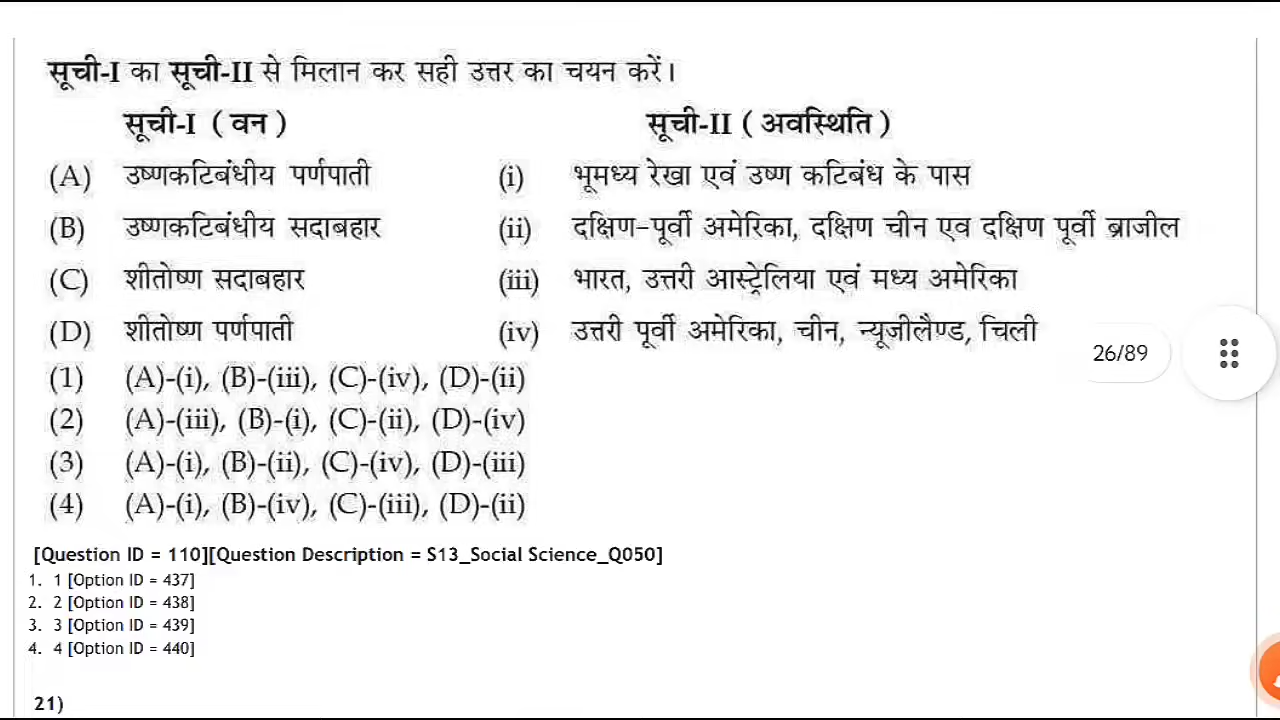 सूची-I का सूची-II से मिलान कर सही उत्तर का चयन करें।
सूची-I ( वन ) सूची-II ( अवस्थिति )
(A) उष्णकटिबंधीय पर्णपाती (i) भूमध्य रेखा एवं उष्ण कटिबंध के पास
(B) उष्णकटिबंधीय सदाबहार (ii) दक्षिण-पूर्वी अमेरिका, दक्षिण चीन एव दक्षिण पूर्वी ब्राजील
(C) शीतोष्ण सदाबहार (iii) भारत, उत्तरी आस्ट्रेलिया एवं मध्य अमेरिका
(D) शीतोष्ण पर्णपाती (iv) उत्तरी पूर्वी अमेरिका, चीन, न्यूजीलैण्ड, चिली
26/89
(1) (A)-(i), (B)-(iii), (C)-(iv), (D)-(ii)
(2) (A)-(iii), (B)-(i), (C)-(ii), (D)-(iv)
(3) (A)-(i), (B)-(ii), (C)-(iv), (D)-(iii)
(4) (A)-(i), (B)-(iv), (C)-(iii), (D)-(ii)
[Question ID = 110][Question Description = S13_Social Science_Q050]
1. 1 [Option ID = 437]
2. 2 [Option ID = 438]
3. 3 [Option ID = 439]
4. 4 [Option ID = 440]
21)